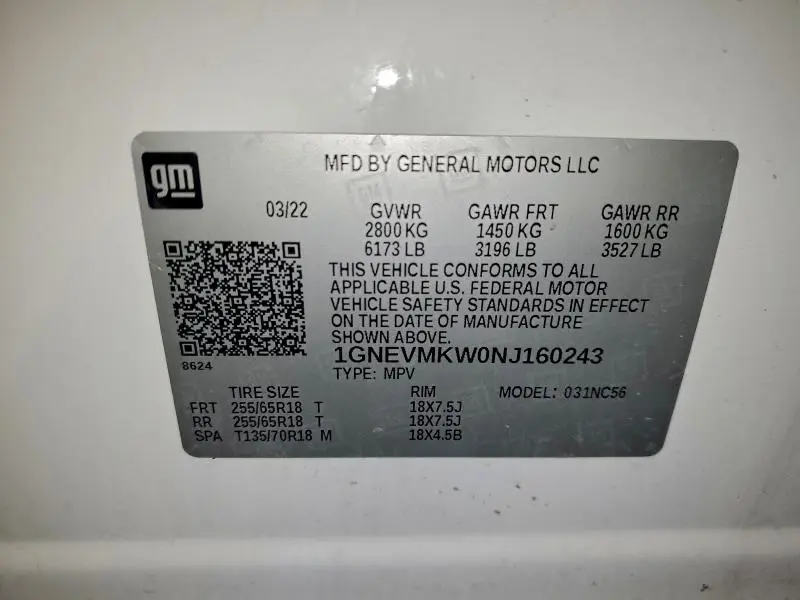 gm
MFD BY GENERAL MOTORS LLC
03/22 GVWR GAWR FRT GAWR RR
2800 KG 1450 KG 1600 KG
6173 LB 3196 LB 3527 LB
THIS VEHICLE CONFORMS TO ALL
APPLICABLE U.S. FEDERAL MOTOR
VEHICLE SAFETY STANDARDS IN EFFECT
ON THE DATE OF MANUFACTURE
SHOWN ABOVE.
1GNEVMKW0NJ160243
8624
TYPE: MPV
TIRE SIZE RIM MODEL: 031NC56
FRT 255/65R18 T 18X7.5J
RR 255/65R18 T 18X7.5J
SPA T135/70R18 M 18X4.5B